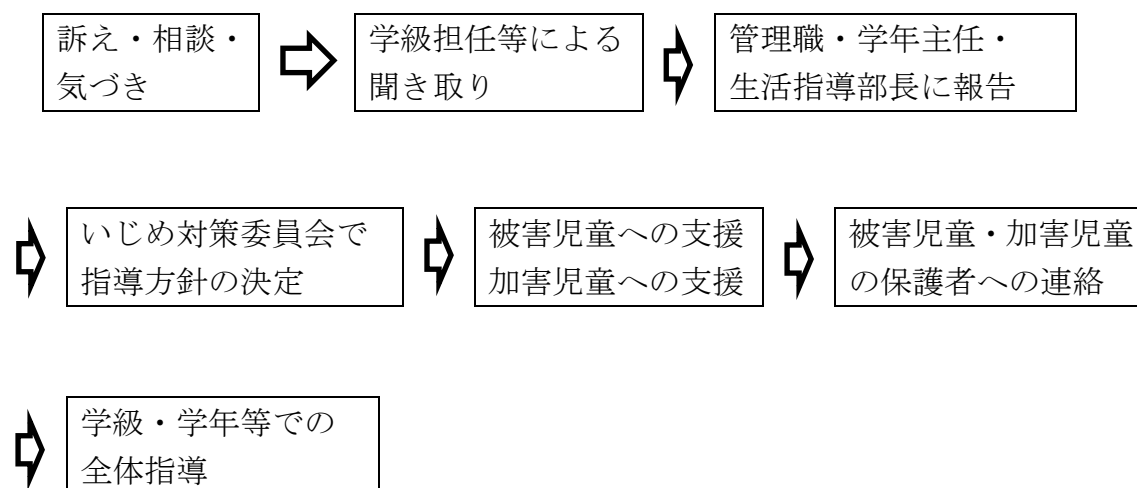 訴え・相談・
気づき
学級担任等による
聞き取り
管理職・学年主任・
生活指導部長に報告
いじめ対策委員会で
指導方針の決定
被害児童への支援
加害児童への支援
被害児童・加害児童
の保護者への連絡
学級・学年等での
全体指導